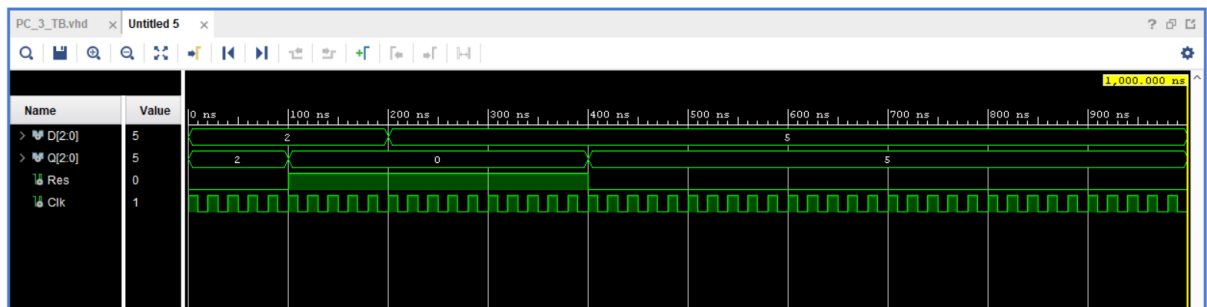 PC_3_TB.vhd × Untitled 5 ×
?
1,000.000 ns
Name Value
0 ns 100 ns 200 ns 300 ns 400 ns 500 ns 600 ns 700 ns 800 ns 900 ns
D[2:0] 5 2 5
Q[2:0] 5 2 0 5
Res 0
Clk 1